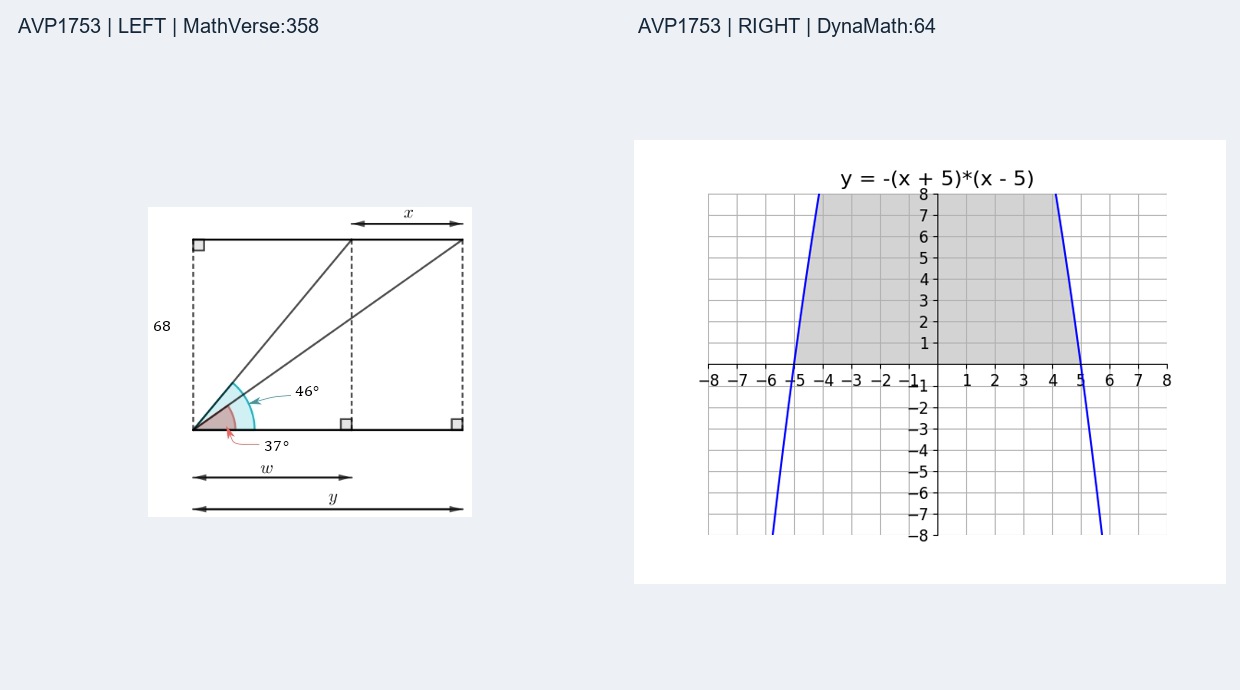 AVP1753 | LEFT | MathVerse:358
x
68
46°
37°
w
y
AVP1753 | RIGHT | DynaMath:64
y = -(x + 5)*(x - 5)
8
7
6
5
4
3
2
1
−8 −7 −6 −5 −4 −3 −2 −1 1 2 3 4 5 6 7 8
−1
−2
−3
−4
−5
−6
−7
−8